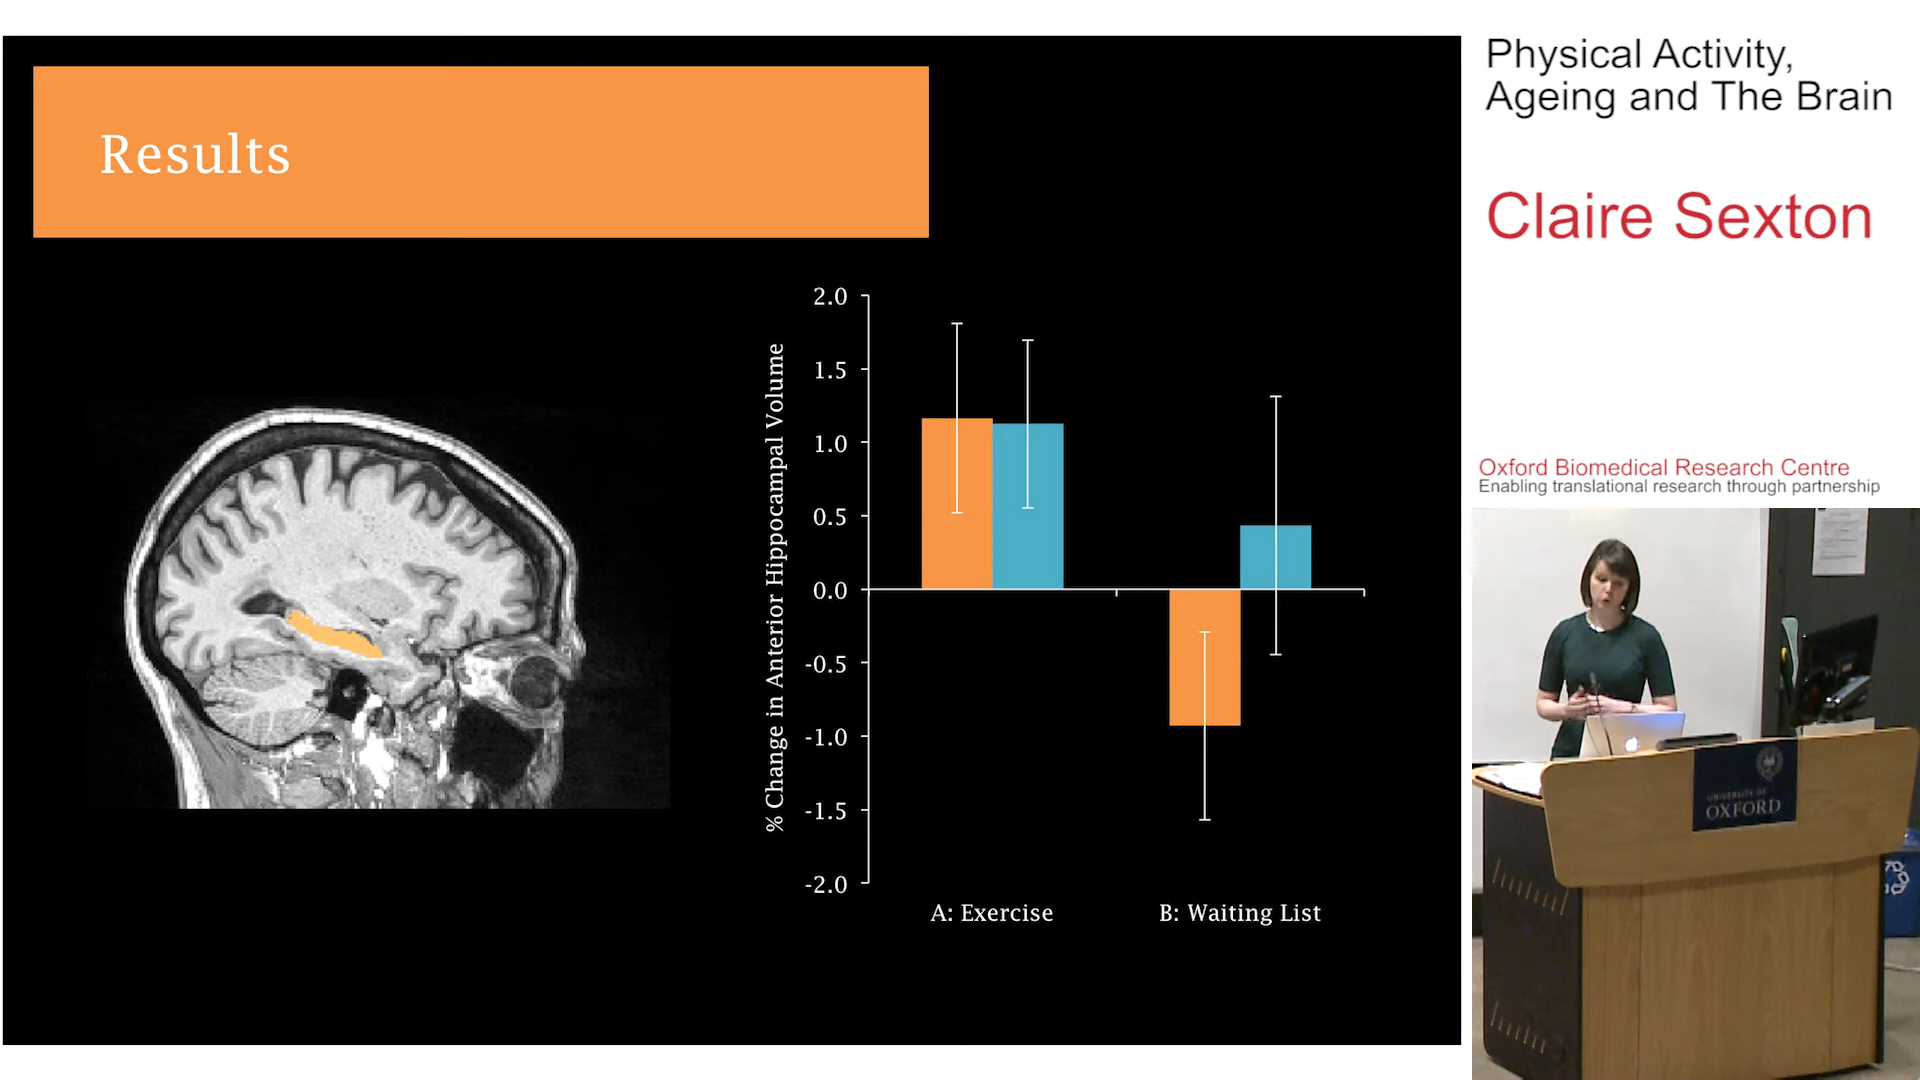 Results
% Change in Anterior Hippocampal Volume
2.0
1.5
1.0
0.5
0.0
-0.5
-1.0
-1.5
-2.0
A: Exercise
B: Waiting List
Physical Activity,
Ageing and The Brain
Claire Sexton
Oxford Biomedical Research Centre
Enabling translational research through partnership
UNIVERSITY OF
OXFORD